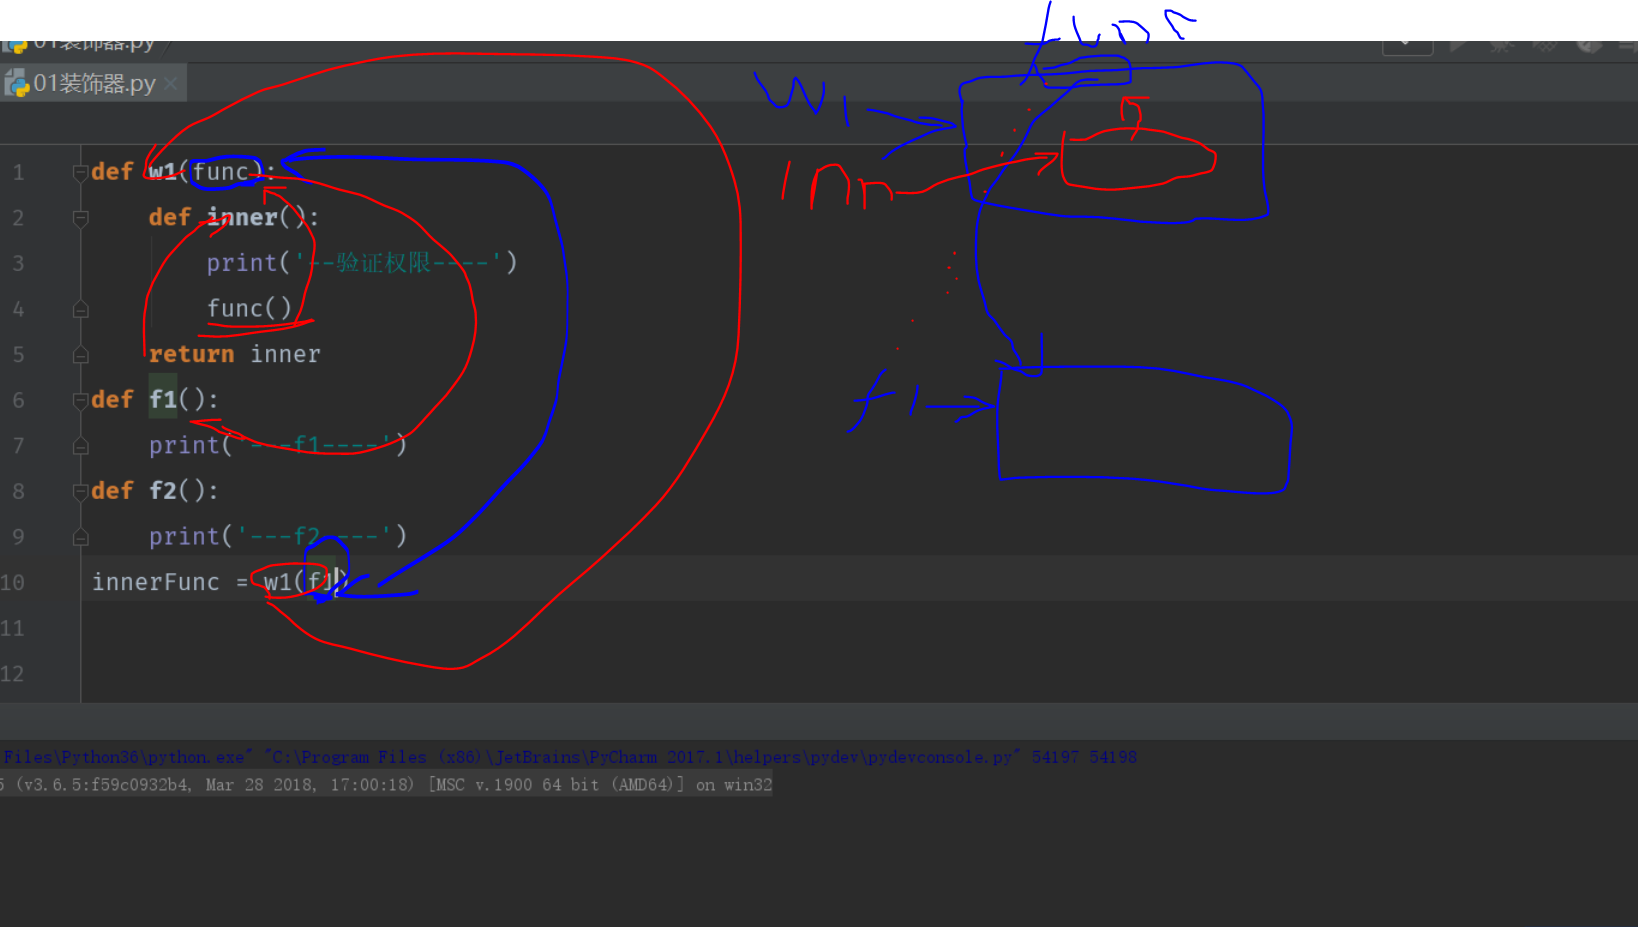 func
01装饰器.py
01装饰器.py
w1
1 def w1(func):
2 def inner():
3 print('--验证权限----')
4 func()
5 return inner
6 def f1():
7 print('---f1----')
8 def f2():
9 print('---f2----')
10 innerFunc = w1(f1)
11
12
Inn
f1
Files\Python36\python.exe" "C:\Program Files (x86)\JetBrains\PyCharm 2017.1\helpers\pydev\pydevconsole.py" 54197 54198
5 (v3.6.5:f59c0932b4, Mar 28 2018, 17:00:18) [MSC v.1900 64 bit (AMD64)] on win32